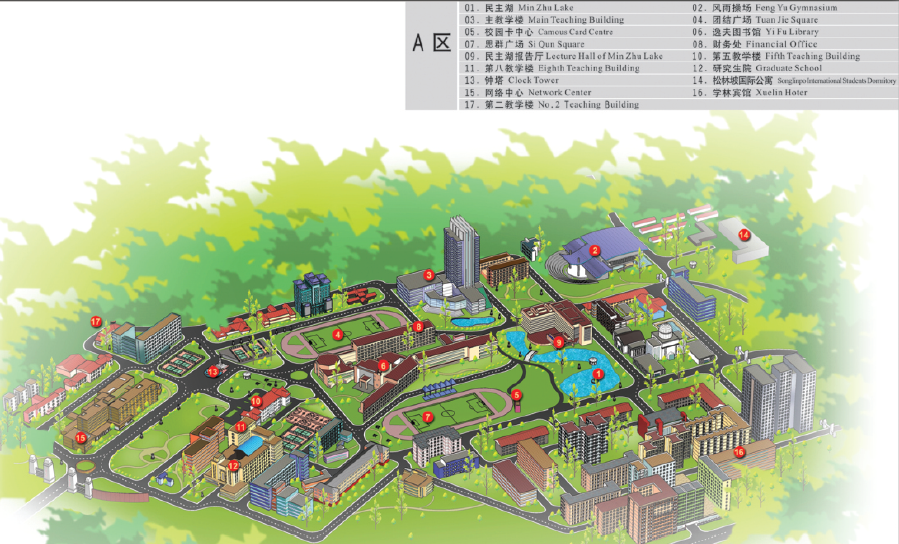 A 区
01. 民主湖 Min Zhu Lake
02. 风雨操场 Feng Yu Gymnasium
03. 主教学楼 Main Teaching Building
04. 团结广场 Tuan Jie Square
05. 校园卡中心 Camous Card Centre
06. 逸夫图书馆 Yi Fu Library
07. 思群广场 Si Qun Square
08. 财务处 Financial Office
09. 民主湖报告厅 Lecture Hall of Min Zhu Lake
10. 第五教学楼 Fifth Teaching Building
11. 第八教学楼 Eighth Teaching Building
12. 研究生院 Graduate School
13. 钟塔 Clock Tower
14. 松林坡国际公寓 Songlinpo International Students Dormitory
15. 网络中心 Network Center
16. 学林宾馆 Xuelin Hoter
17. 第二教学楼 No.2 Teaching Building
2
14
3
17
4
8
9
6
13
1
5
10
7
11
15
12
16